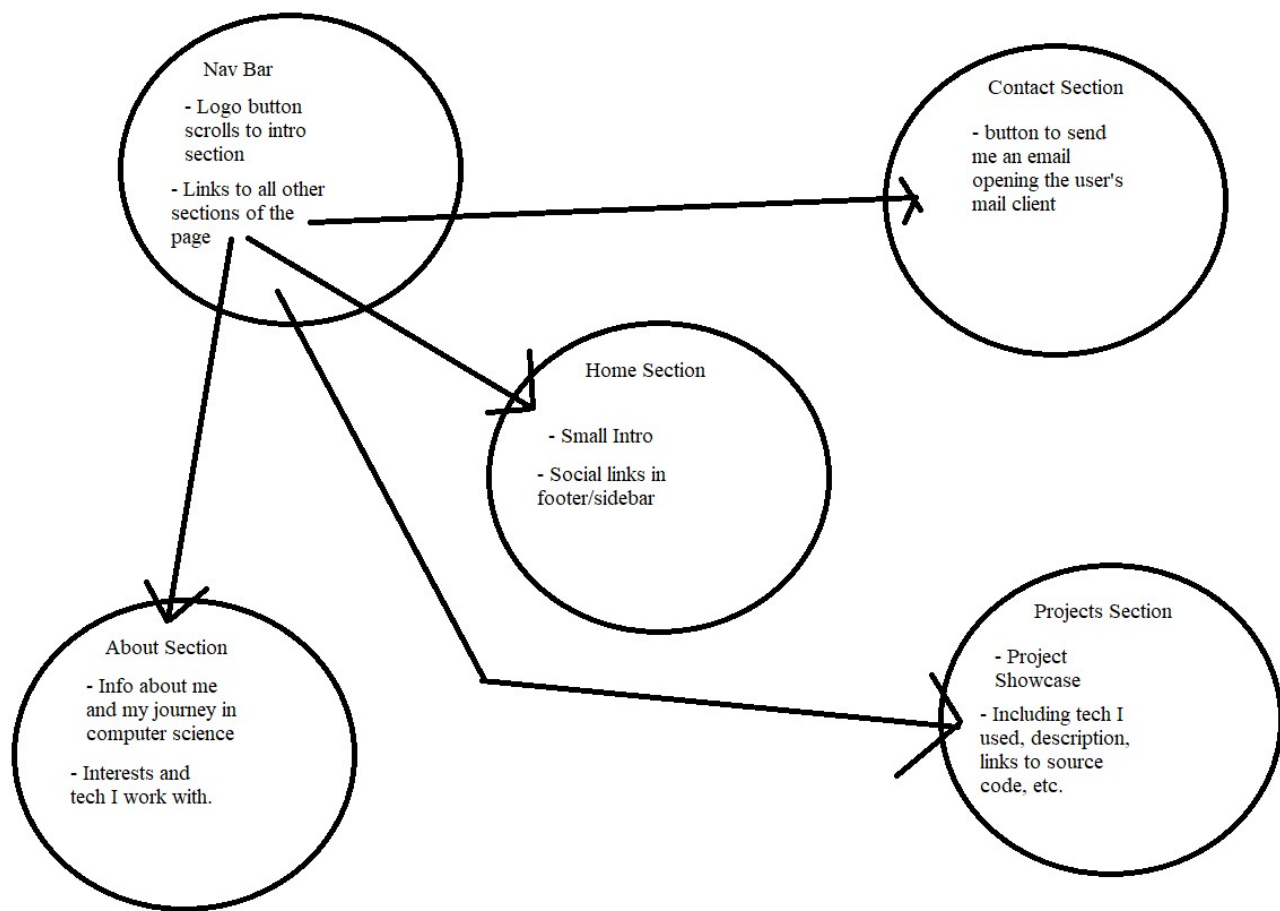 Nav Bar
- Logo button
scrolls to intro
section
- Links to all other
sections of the
page
Contact Section
- button to send
me an email
opening the user's
mail client
Home Section
- Small Intro
- Social links in
footer/sidebar
About Section
- Info about me
and my journey in
computer science
- Interests and
tech I work with.
Projects Section
- Project
Showcase
- Including tech I
used, description,
links to source
code, etc.